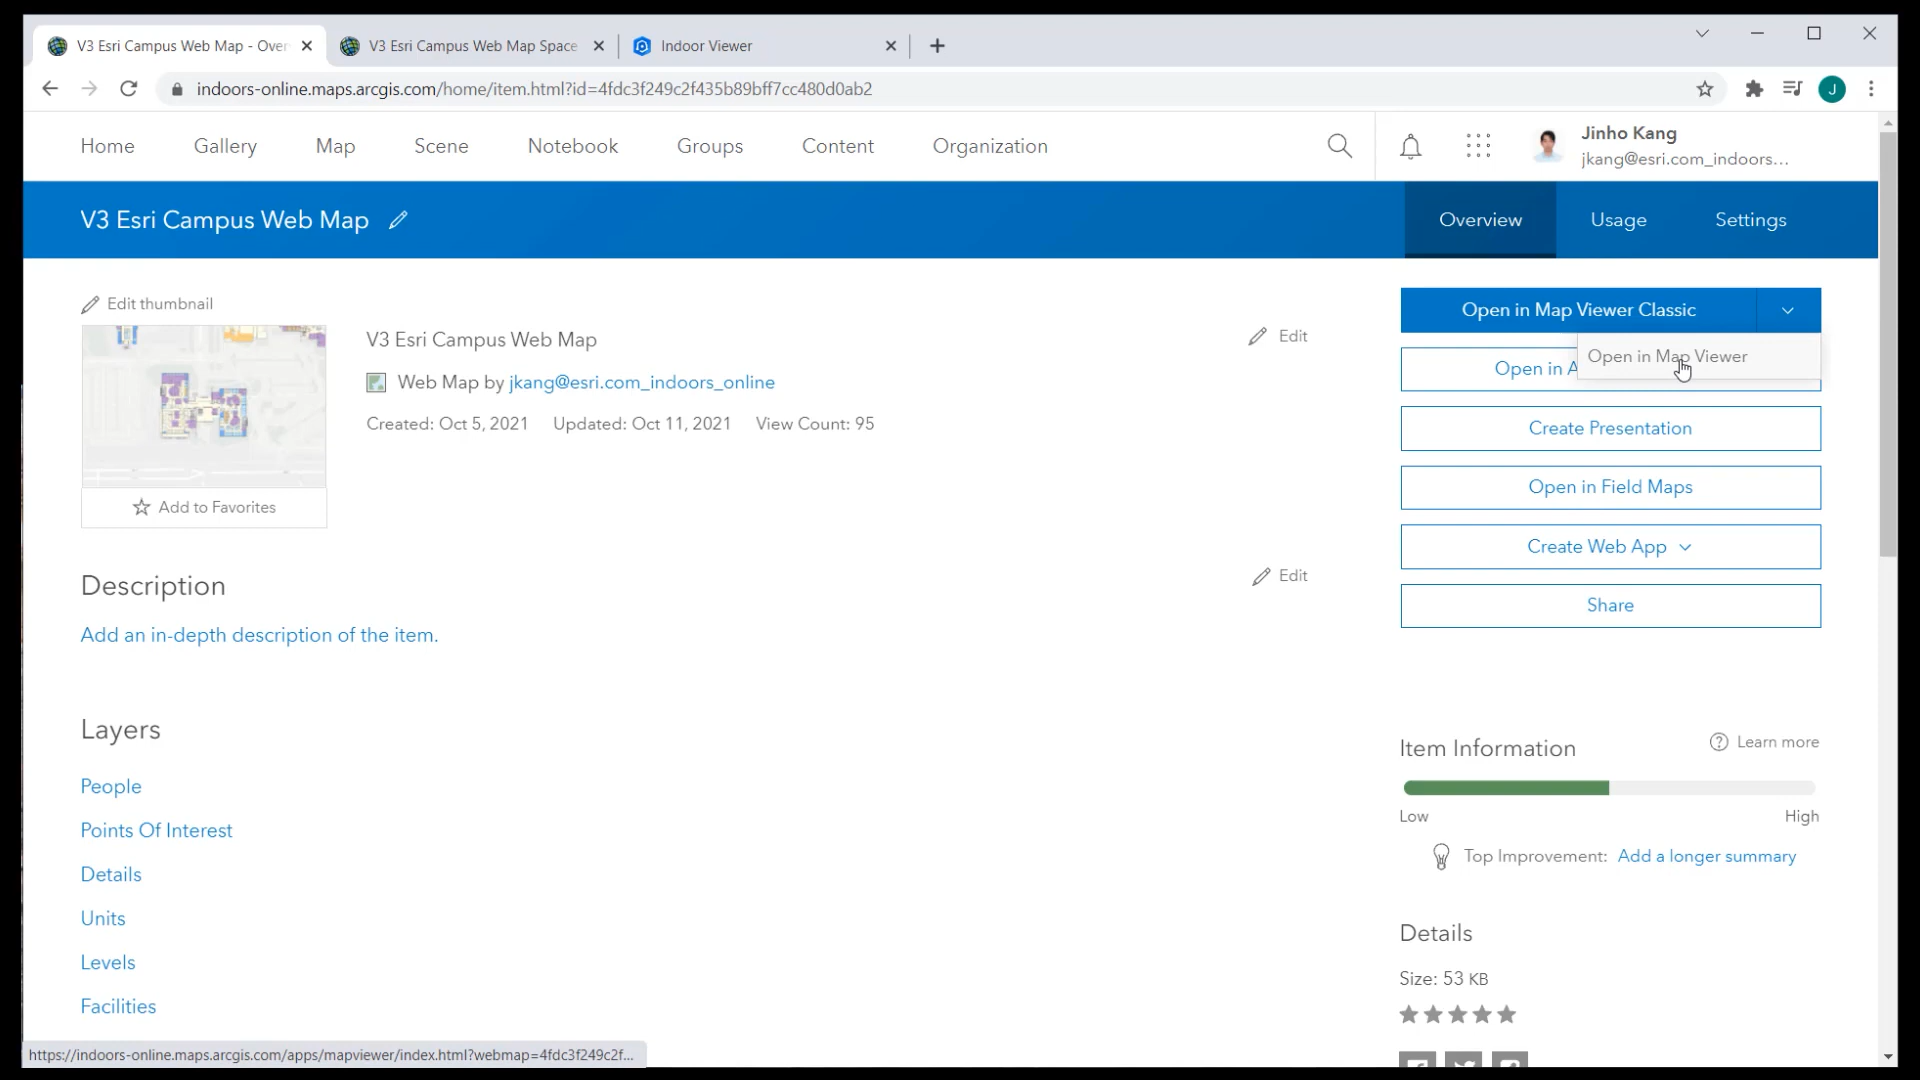 V3 Esri Campus Web Map - Over
V3 Esri Campus Web Map Space
Indoor Viewer
indoors-online.maps.arcgis.com/home/item.html?id=4fdc3f249c2f435b89bff7cc480d0ab2
J
Home
Gallery
Map
Scene
Notebook
Groups
Content
Organization
Jinho Kang
jkang@esri.com_indoors...
V3 Esri Campus Web Map
Overview
Usage
Settings
Edit thumbnail
Add to Favorites
V3 Esri Campus Web Map
Edit
Web Map by jkang@esri.com_indoors_online
Created: Oct 5, 2021 Updated: Oct 11, 2021 View Count: 95
Open in Map Viewer Classic
Open in Map Viewer
Open in A
Create Presentation
Open in Field Maps
Create Web App
Share
Description
Edit
Add an in-depth description of the item.
Layers
People
Points Of Interest
Details
Units
Levels
Facilities
Item Information
Learn more
Low
High
Top Improvement: Add a longer summary
Details
Size: 53 KB
https://indoors-online.maps.arcgis.com/apps/mapviewer/index.html?webmap=4fdc3f249c2f...